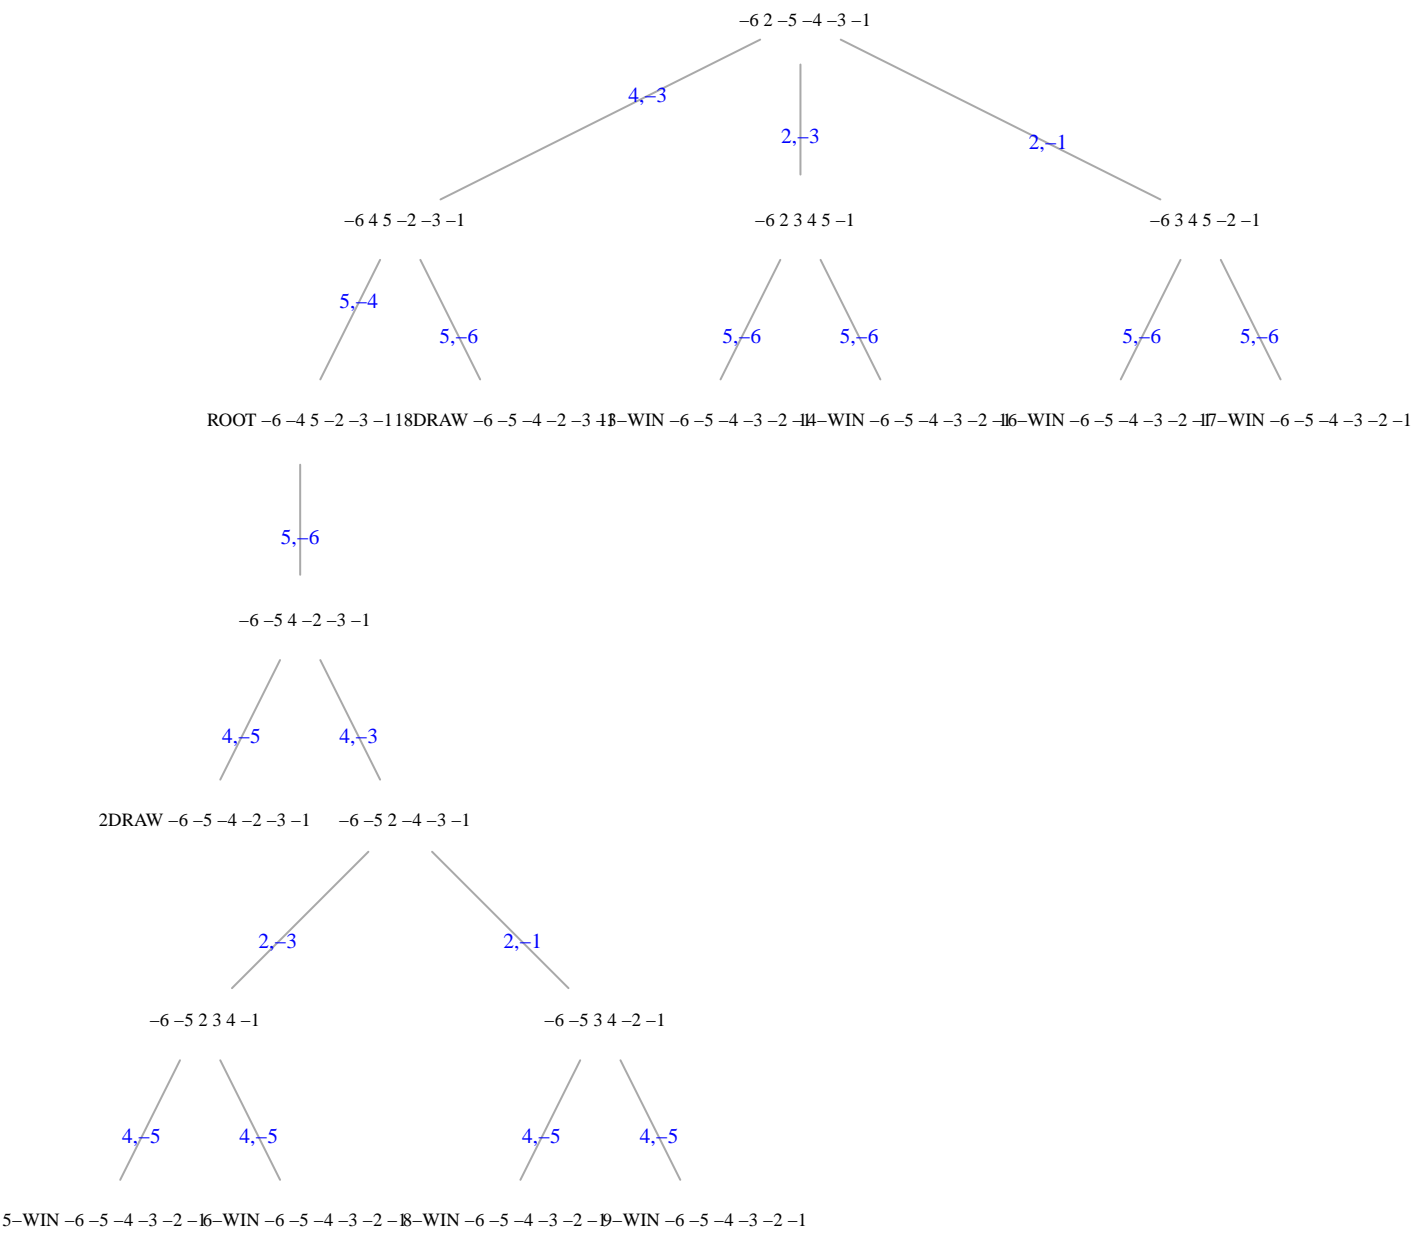 –6 2 –5 –4 –3 –1
4,–3
2,–3
2,–1
–6 4 5 –2 –3 –1
–6 2 3 4 5 –1
–6 3 4 5 –2 –1
5,–4
5,–6
5,–6
5,–6
5,–6
5,–6
ROOT –6 –4 5 –2 –3 –1
18DRAW –6 –5 –4 –2 –3 –1
13–WIN –6 –5 –4 –3 –2 –1
14–WIN –6 –5 –4 –3 –2 –1
16–WIN –6 –5 –4 –3 –2 –1
17–WIN –6 –5 –4 –3 –2 –1
5,–6
–6 –5 4 –2 –3 –1
4,–5
4,–3
2DRAW –6 –5 –4 –2 –3 –1
–6 –5 2 –4 –3 –1
2,–3
2,–1
–6 –5 2 3 4 –1
–6 –5 3 4 –2 –1
4,–5
4,–5
4,–5
4,–5
5–WIN –6 –5 –4 –3 –2 –1
6–WIN –6 –5 –4 –3 –2 –1
8–WIN –6 –5 –4 –3 –2 –1
9–WIN –6 –5 –4 –3 –2 –1